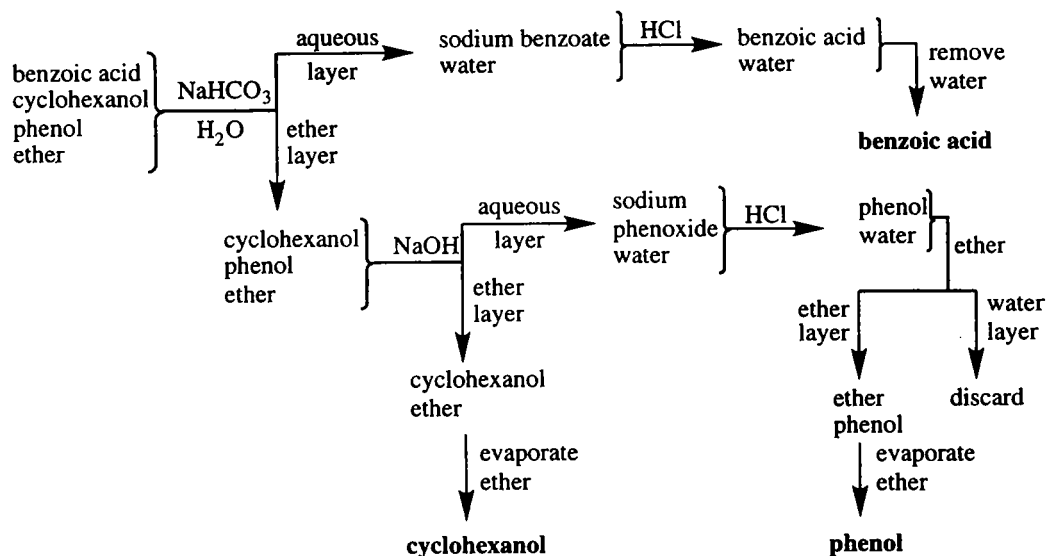 benzoic acid
cyclohexanol
phenol
ether
NaHCO3
H2O
aqueous
layer
sodium benzoate
water
HCl
benzoic acid
water
remove
water
benzoic acid
ether
layer
cyclohexanol
phenol
ether
NaOH
aqueous
layer
sodium
phenoxide
water
HCl
phenol
water
ether
ether
layer
water
layer
ether
phenol
discard
evaporate
ether
phenol
ether
layer
cyclohexanol
ether
evaporate
ether
cyclohexanol